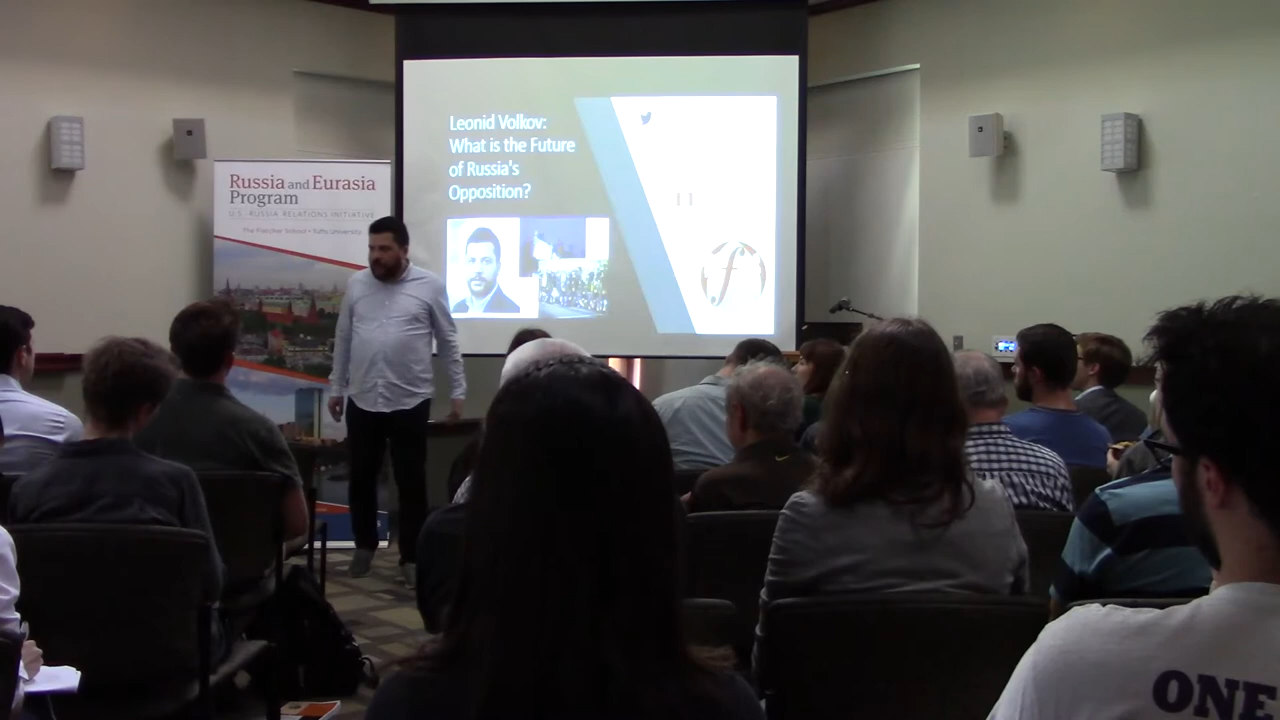 Russia and Eurasia
Program
U.S.-RUSSIA RELATIONS INITIATIVE
The Fletcher School • Tufts University
Leonid Volkov:
What is the Future
of Russia's
Opposition?
f
ONE